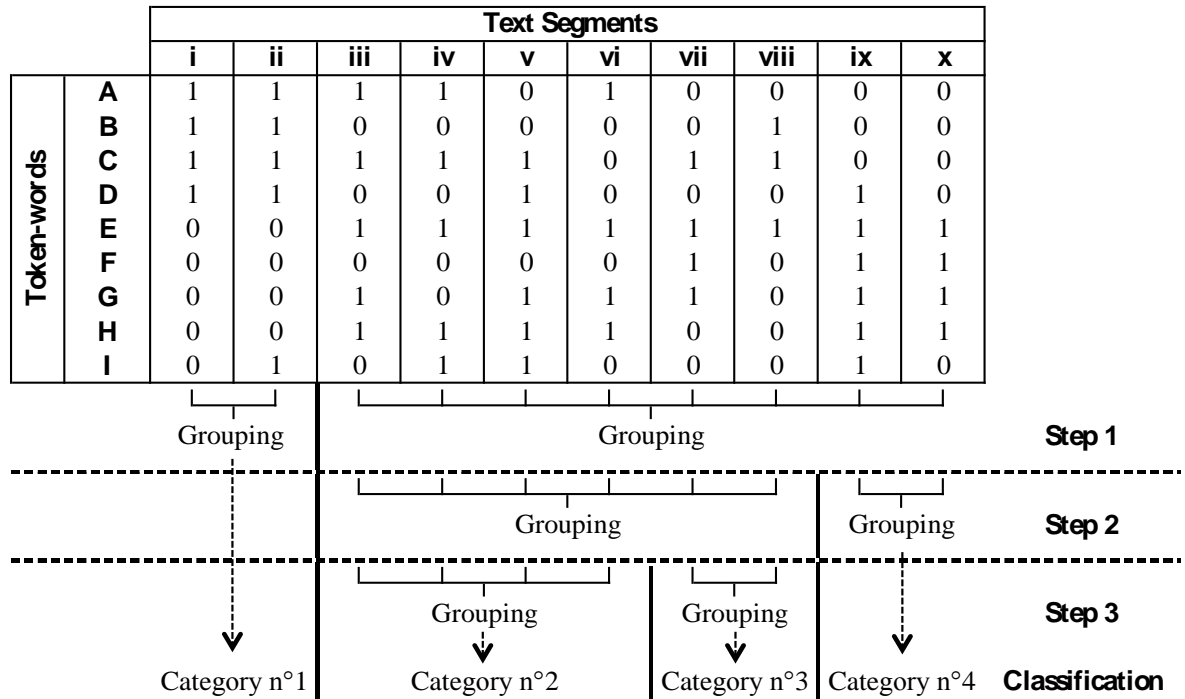 Text Segments
i ii iii iv v vi vii viii ix x
Token-words
A 1 1 1 1 0 1 0 0 0 0
B 1 1 0 0 0 0 0 1 0 0
C 1 1 1 1 1 0 1 1 0 0
D 1 1 0 0 1 0 0 0 1 0
E 0 0 1 1 1 1 1 1 1 1
F 0 0 0 0 0 0 1 0 1 1
G 0 0 1 0 1 1 1 0 1 1
H 0 0 1 1 1 1 0 0 1 1
I 0 1 0 1 1 0 0 0 1 0
Grouping Grouping Step 1
Grouping Grouping Step 2
Grouping Grouping Step 3
Category n°1 Category n°2 Category n°3 Category n°4 Classification